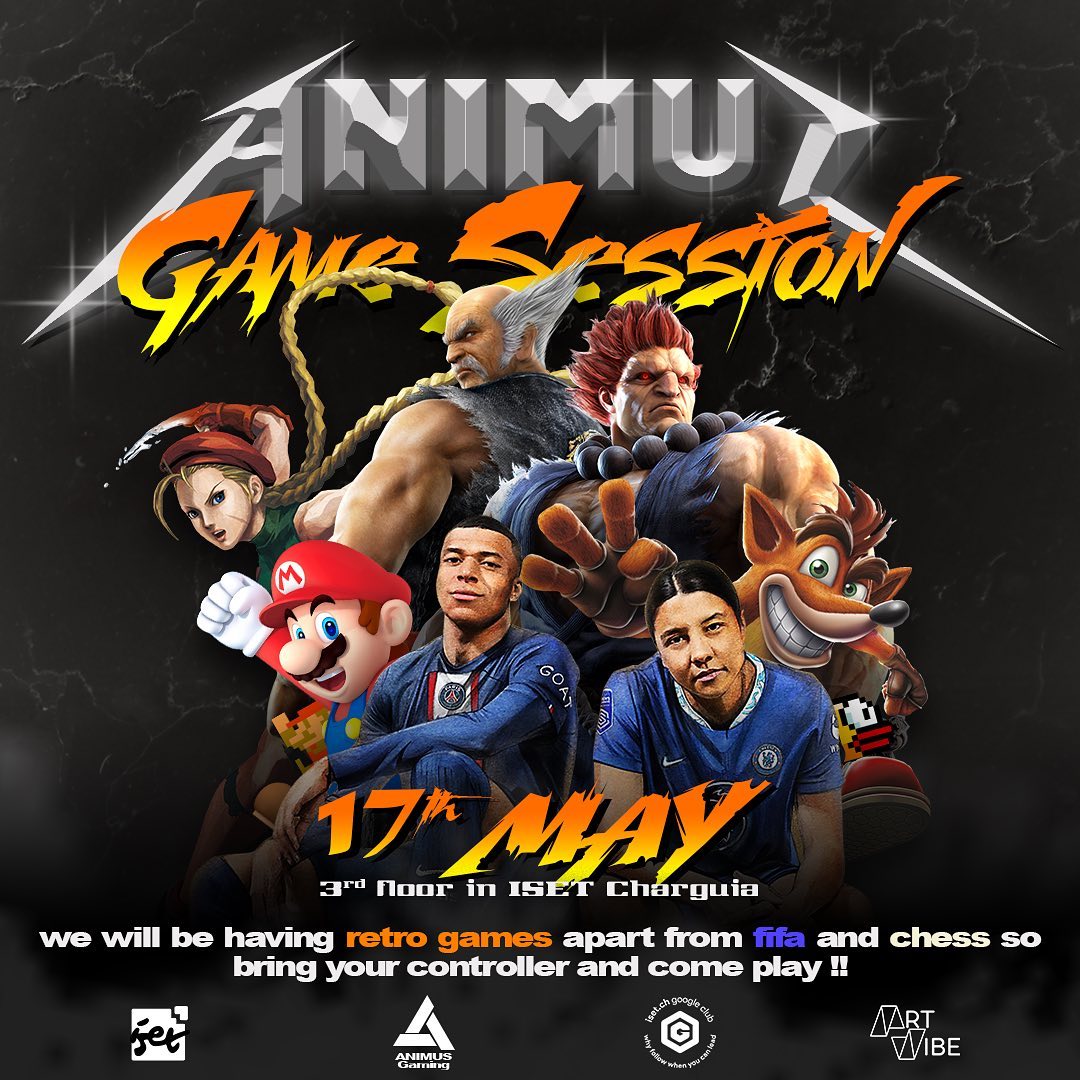 ANIMUS
GAME SESSION
M
GOAT
17th MAY
3rd floor in ISET Charguia
we will be having retro games apart from fifa and chess so
bring your controller and come play !!
iset
ANIMUS
Gaming
iset.ch google club
G
why follow when you can lead
ART
VIBE